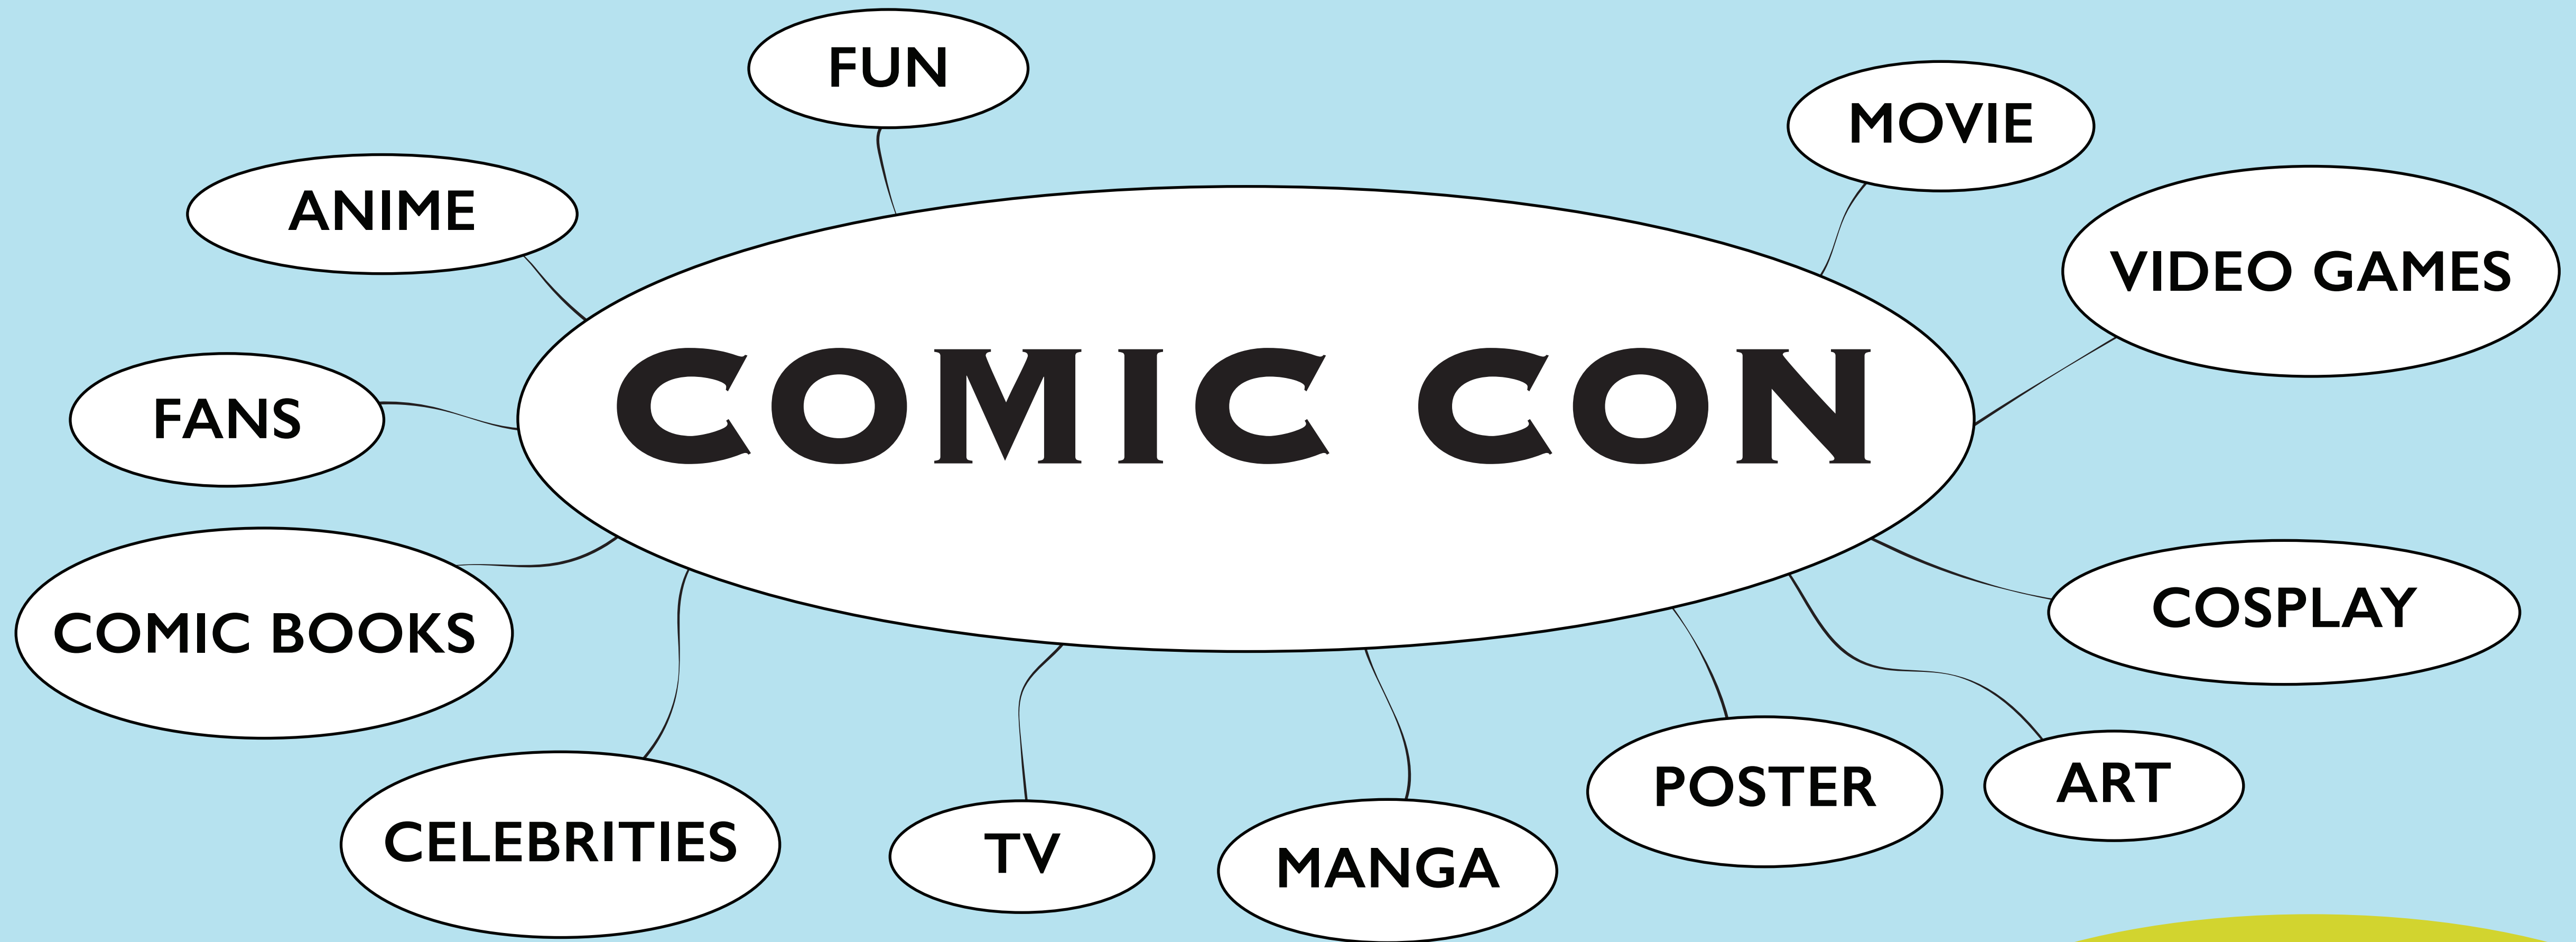 FUN
MOVIE
ANIME
VIDEO GAMES
COMIC CON
FANS
COSPLAY
COMIC BOOKS
POSTER
ART
CELEBRITIES
TV
MANGA